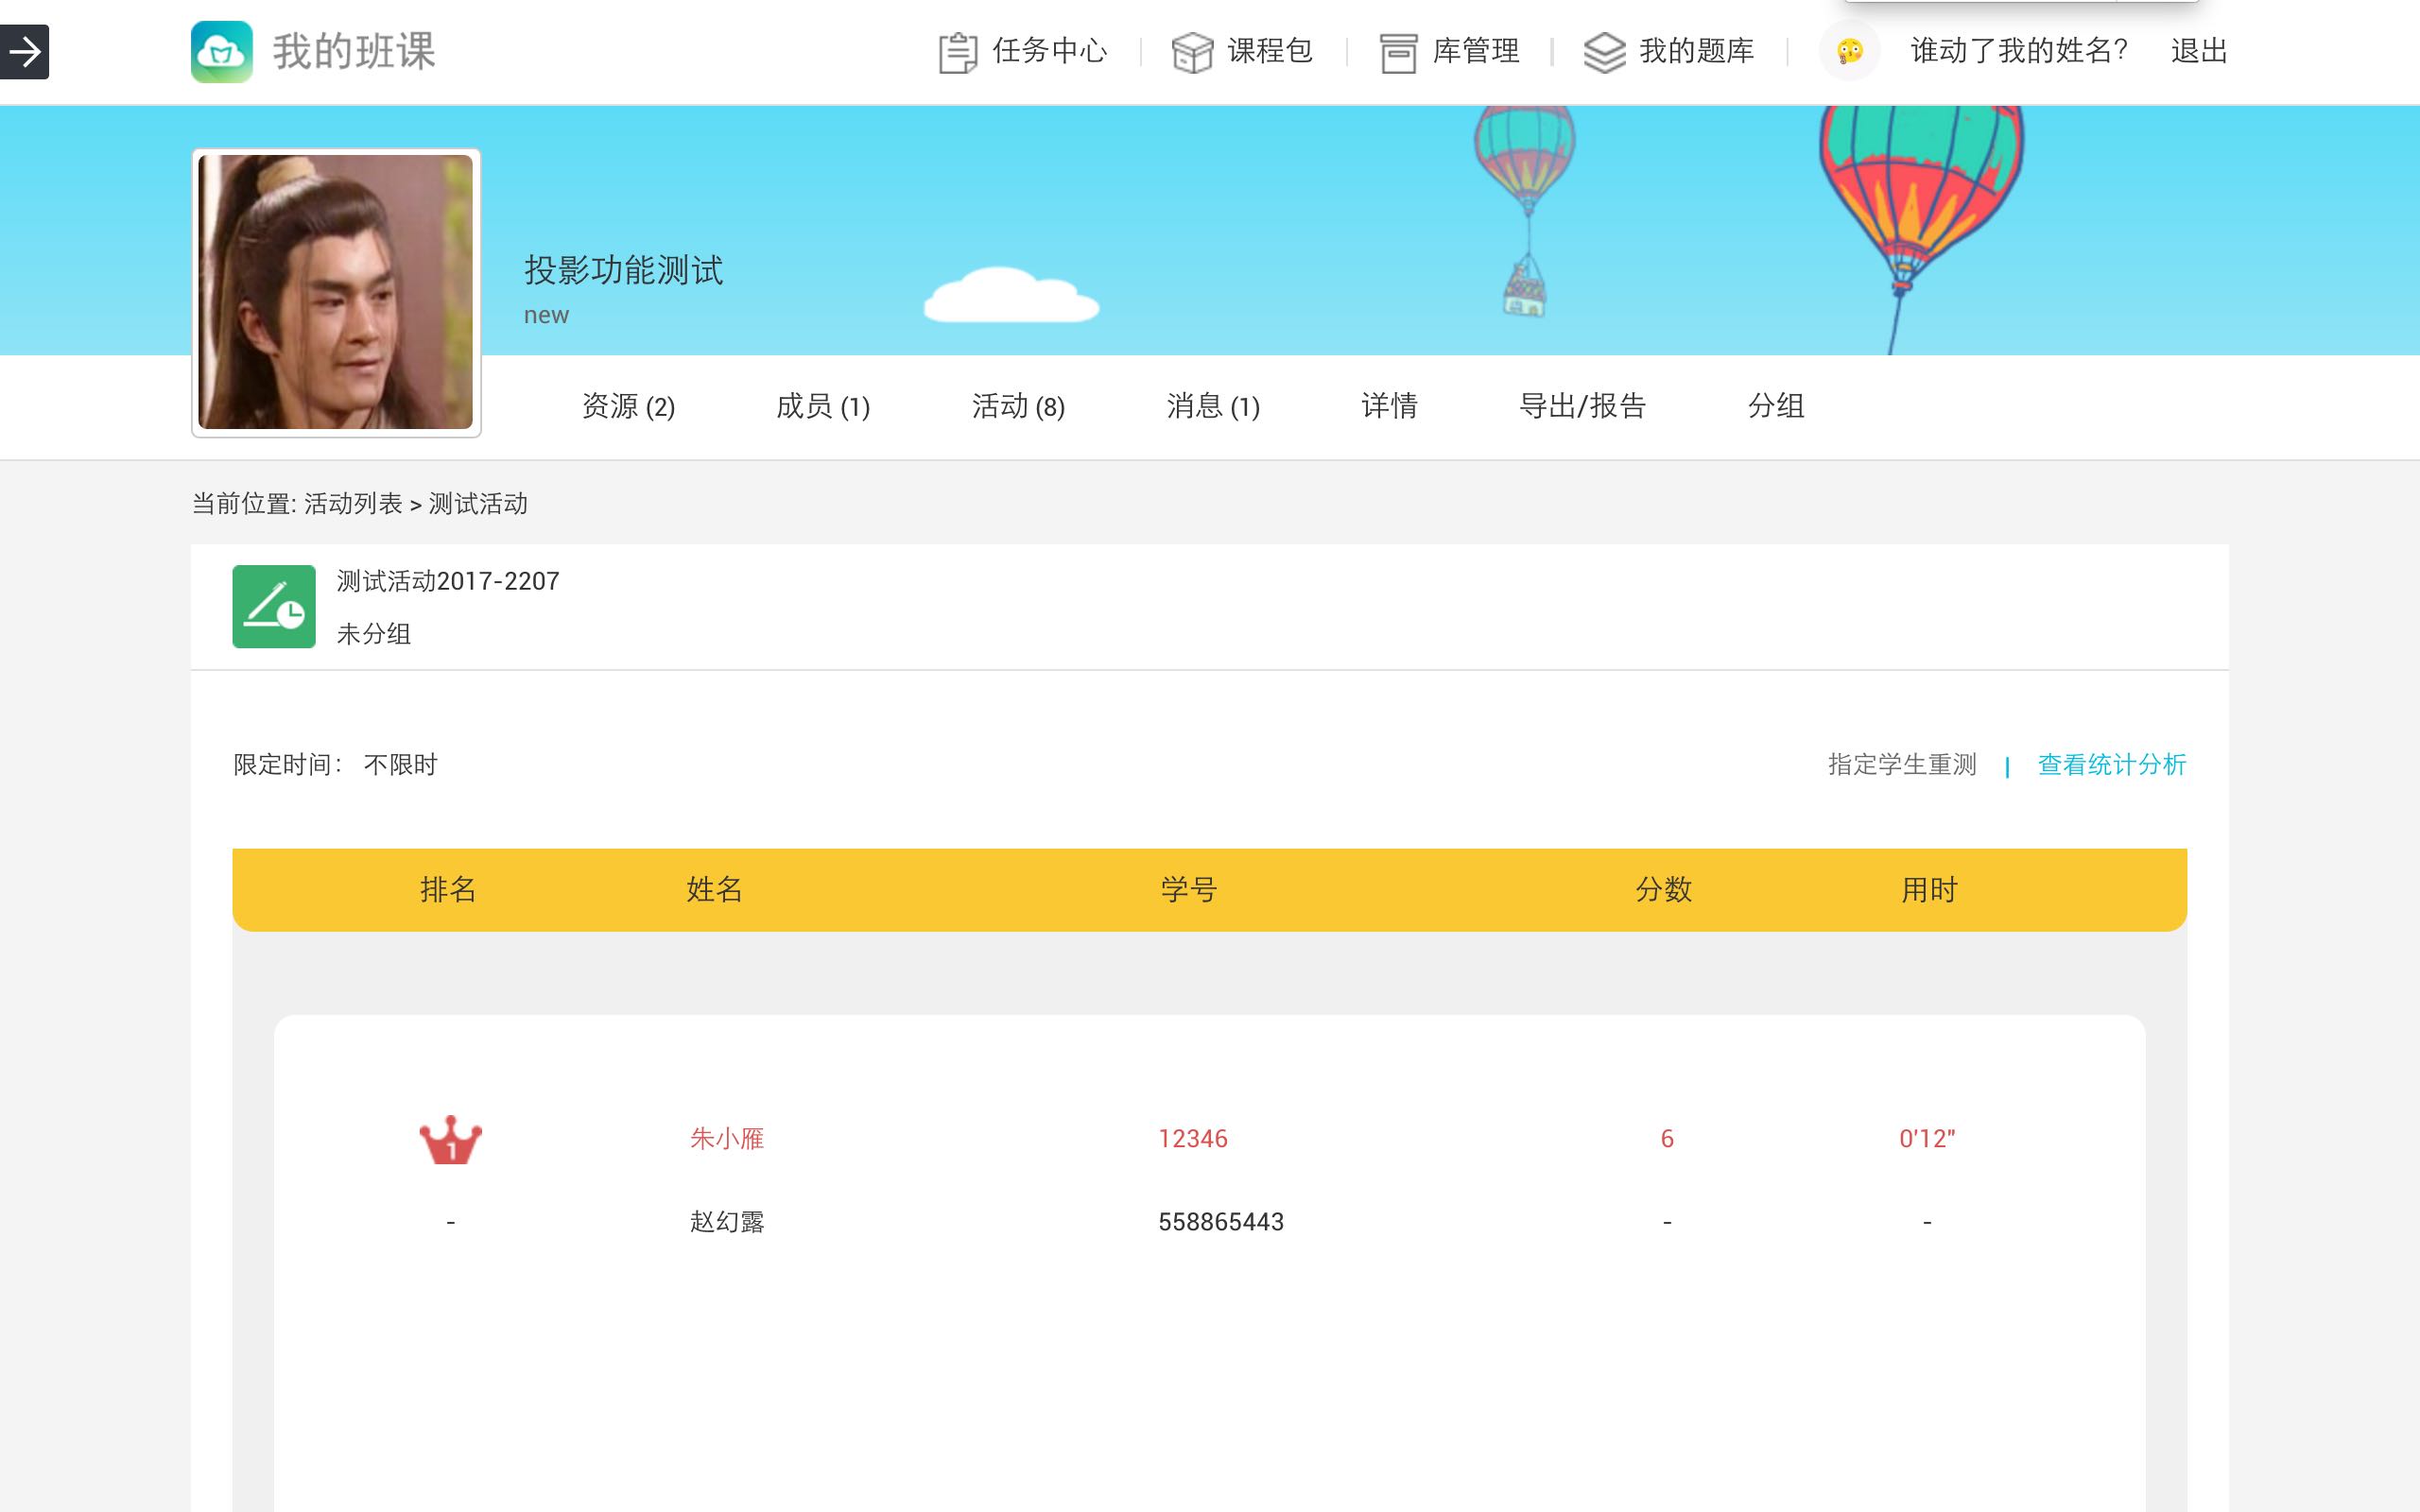 我的班课
任务中心 课程包 库管理 我的题库 谁动了我的姓名? 退出
投影功能测试
new
资源 (2) 成员 (1) 活动 (8) 消息 (1) 详情 导出/报告 分组
当前位置: 活动列表 > 测试活动
测试活动2017-2207
未分组
限定时间: 不限时 指定学生重测 | 查看统计分析
排名 姓名 学号 分数 用时
1 朱小雁 12346 6 0'12"
- 赵幻露 558865443 - -